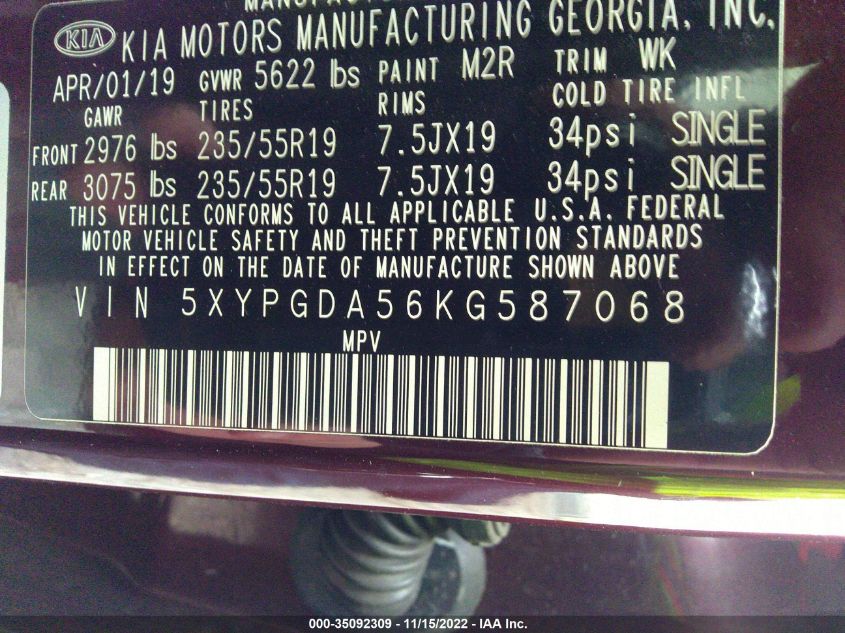 KIA KIA MOTORS MANUFACTURING GEORGIA, INC.
APR/01/19 GVWR 5622 lbs PAINT M2R TRIM WK
GAWR TIRES RIMS COLD TIRE INFL
FRONT 2976 lbs 235/55R19 7.5JX19 34psi SINGLE
REAR 3075 lbs 235/55R19 7.5JX19 34psi SINGLE
THIS VEHICLE CONFORMS TO ALL APPLICABLE U.S.A. FEDERAL
MOTOR VEHICLE SAFETY AND THEFT PREVENTION STANDARDS
IN EFFECT ON THE DATE OF MANUFACTURE SHOWN ABOVE
VIN 5XYPGDA56KG587068
MPV
000-35092309 - 11/15/2022 - IAA Inc.